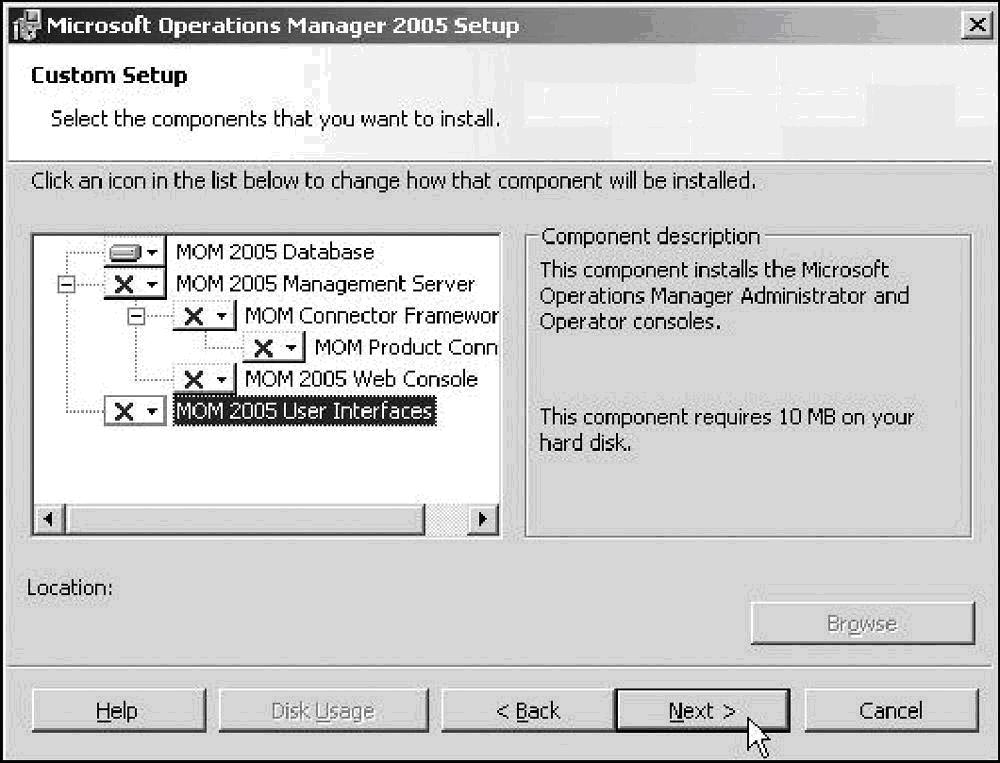 Microsoft Operations Manager 2005 Setup
Custom Setup
Select the components that you want to install.
Click an icon in the list below to change how that component will be installed.
MOM 2005 Database
MOM 2005 Management Server
MOM Connector Framewor
MOM Product Conn
MOM 2005 Web Console
MOM 2005 User Interfaces
Component description
This component installs the Microsoft
Operations Manager Administrator and
Operator consoles.
This component requires 10 MB on your
hard disk.
Location:
Browse
Help
Disk Usage
< Back
Next >
Cancel